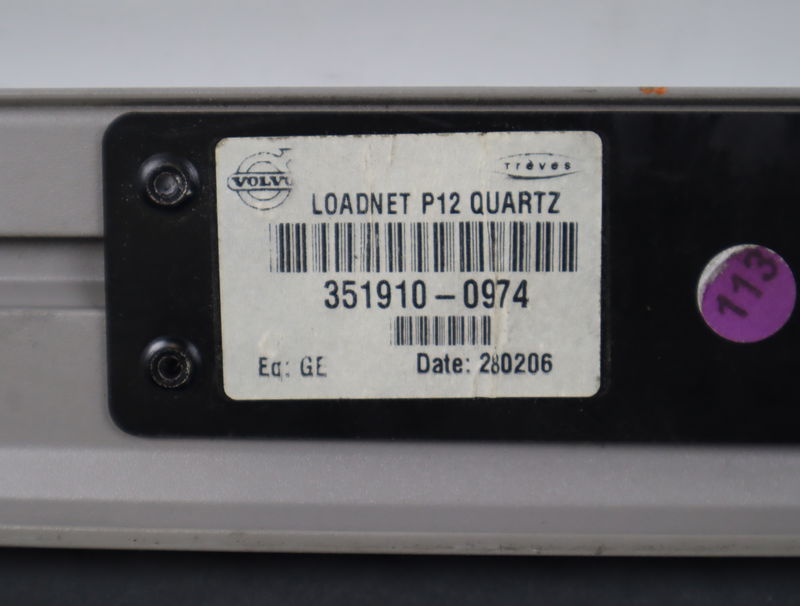 VOLVO
Trèves
LOADNET P12 QUARTZ
351910-0974
Eq: GE
Date: 280206
113